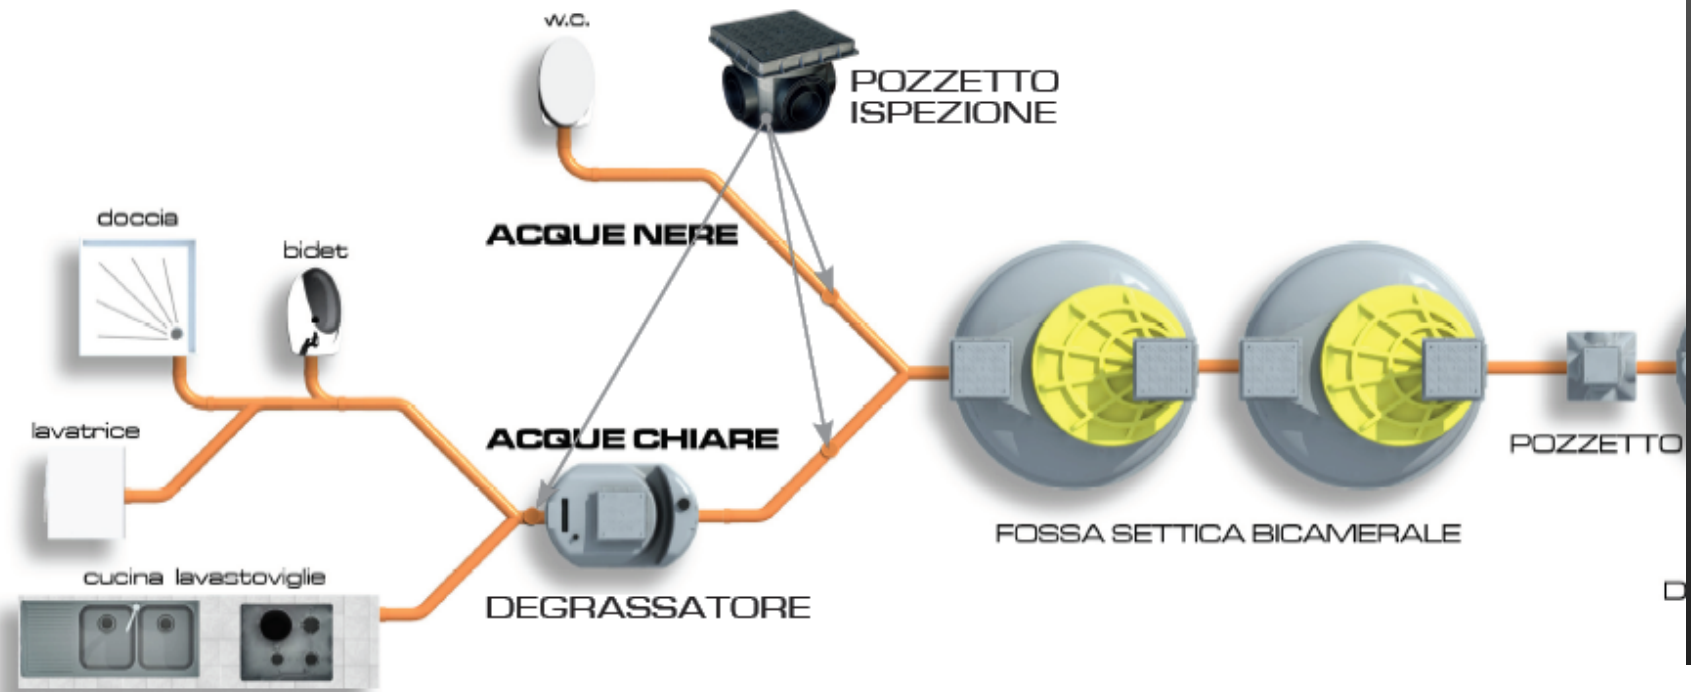 w.c.
POZZETTO
ISPEZIONE
doccia
bidet
ACQUE NERE
lavatrice
ACQUE CHIARE
POZZETTO
FOSSA SETTICA BICAMERALE
cucina lavastoviglie
DEGRASSATORE
D